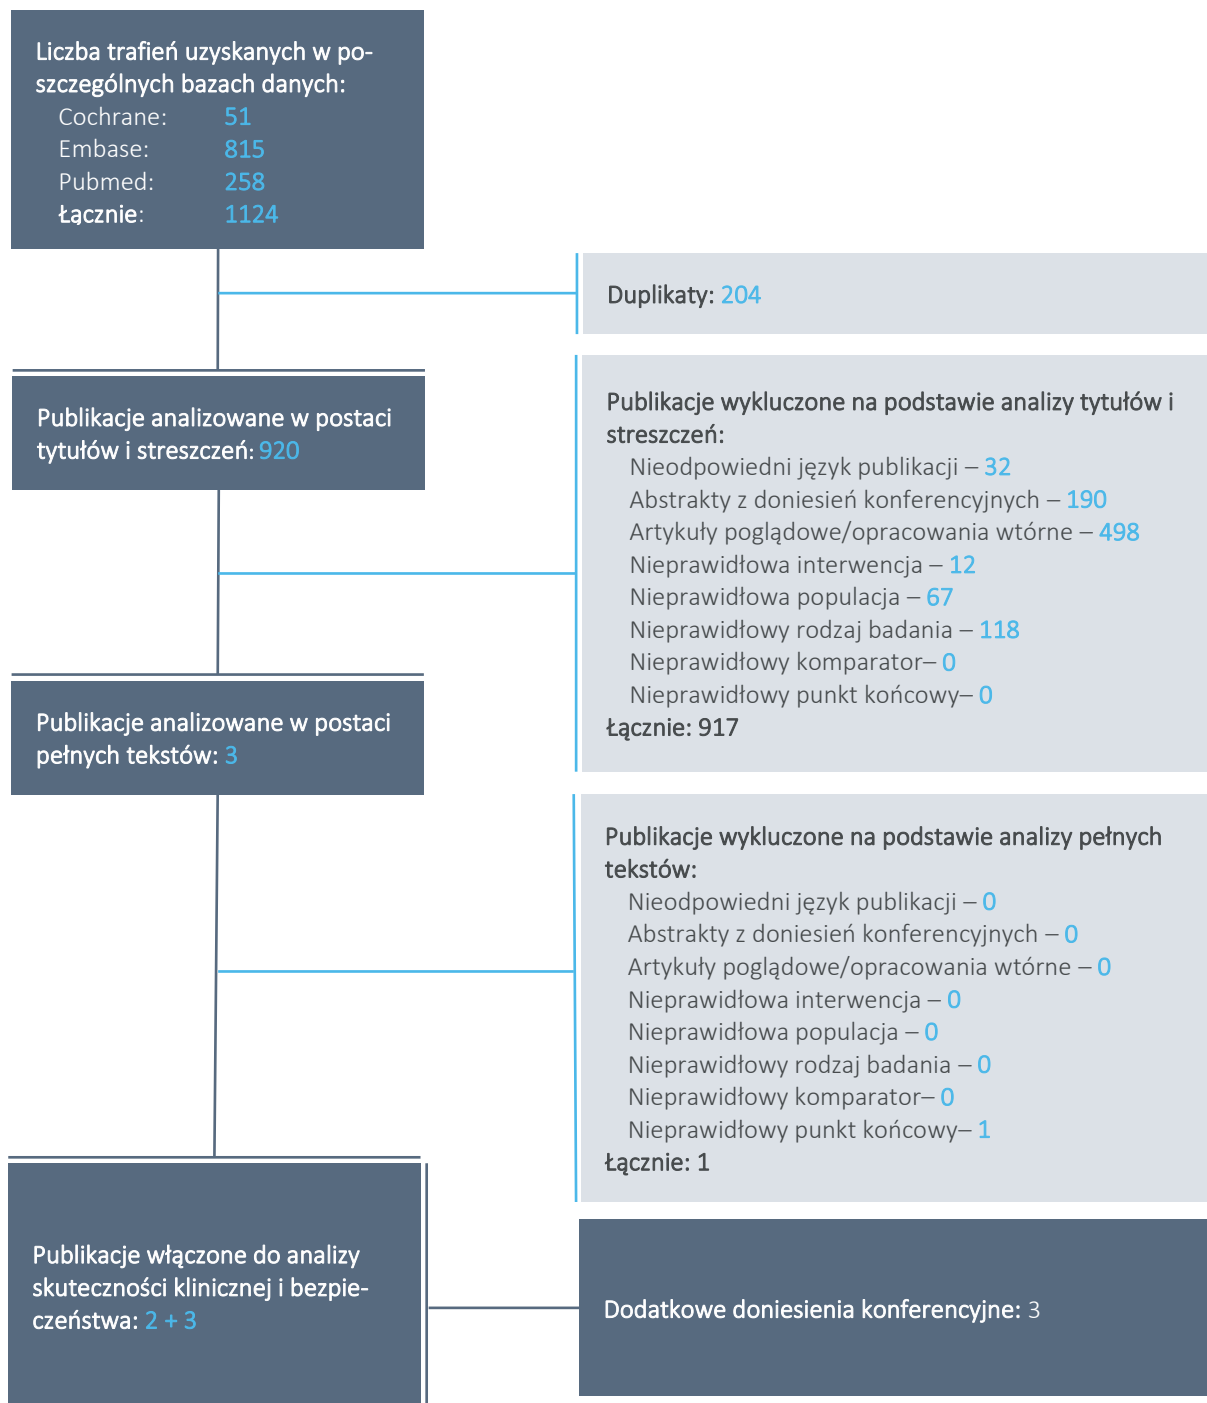 Liczba trafień uzyskanych w po-
szczególnych bazach danych:
Cochrane: 51
Embase: 815
Pubmed: 258
Łącznie: 1124
Duplikaty: 204
Publikacje analizowane w postaci
tytułów i streszczeń: 920
Publikacje wykluczone na podstawie analizy tytułów i
streszczeń:
Nieodpowiedni język publikacji – 32
Abstrakty z doniesień konferencyjnych – 190
Artykuły poglądowe/opracowania wtórne – 498
Nieprawidłowa interwencja – 12
Nieprawidłowa populacja – 67
Nieprawidłowy rodzaj badania – 118
Nieprawidłowy komparator– 0
Nieprawidłowy punkt końcowy– 0
Łącznie: 917
Publikacje analizowane w postaci
pełnych tekstów: 3
Publikacje wykluczone na podstawie analizy pełnych
tekstów:
Nieodpowiedni język publikacji – 0
Abstrakty z doniesień konferencyjnych – 0
Artykuły poglądowe/opracowania wtórne – 0
Nieprawidłowa interwencja – 0
Nieprawidłowa populacja – 0
Nieprawidłowy rodzaj badania – 0
Nieprawidłowy komparator– 0
Nieprawidłowy punkt końcowy– 1
Łącznie: 1
Publikacje włączone do analizy
skuteczności klinicznej i bezpie-
czeństwa: 2 + 3
Dodatkowe doniesienia konferencyjne: 3